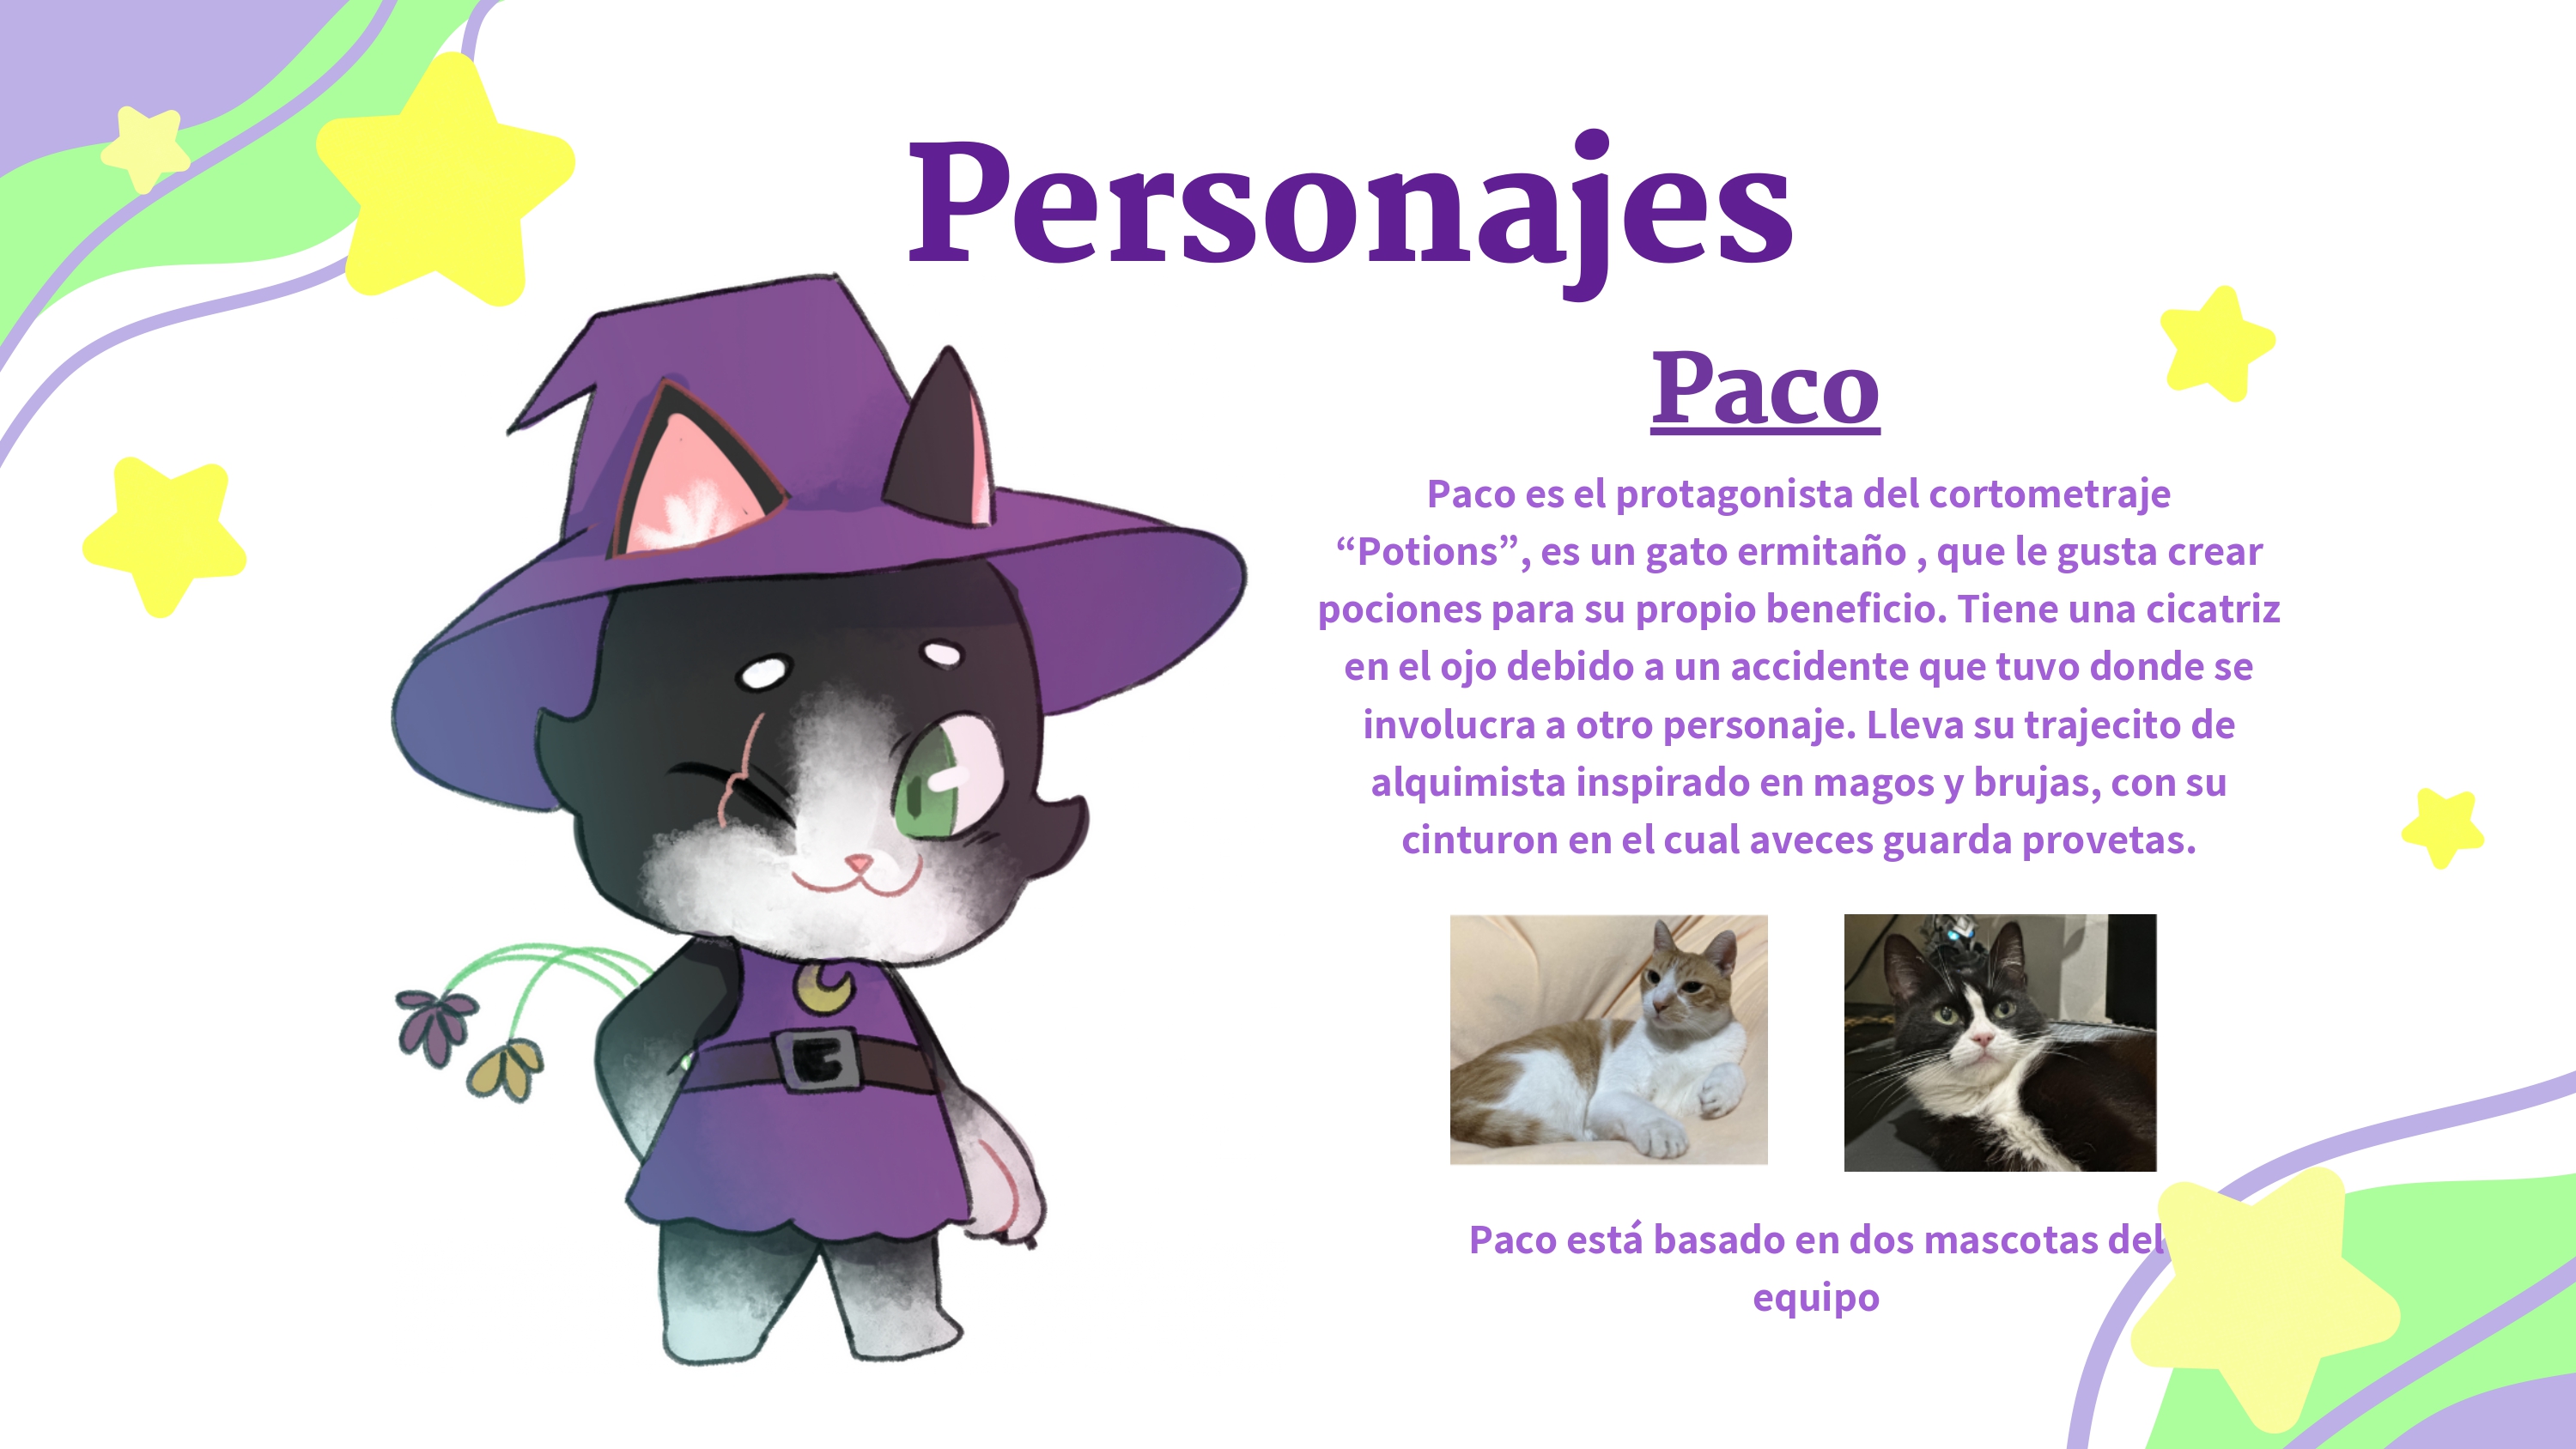 Personajes
Paco
Paco es el protagonista del cortometraje
“Potions”, es un gato ermitaño , que le gusta crear
pociones para su propio beneficio. Tiene una cicatriz
en el ojo debido a un accidente que tuvo donde se
involucra a otro personaje. Lleva su trajecito de
alquimista inspirado en magos y brujas, con su
cinturon en el cual aveces guarda provetas.
Paco está basado en dos mascotas del
equipo